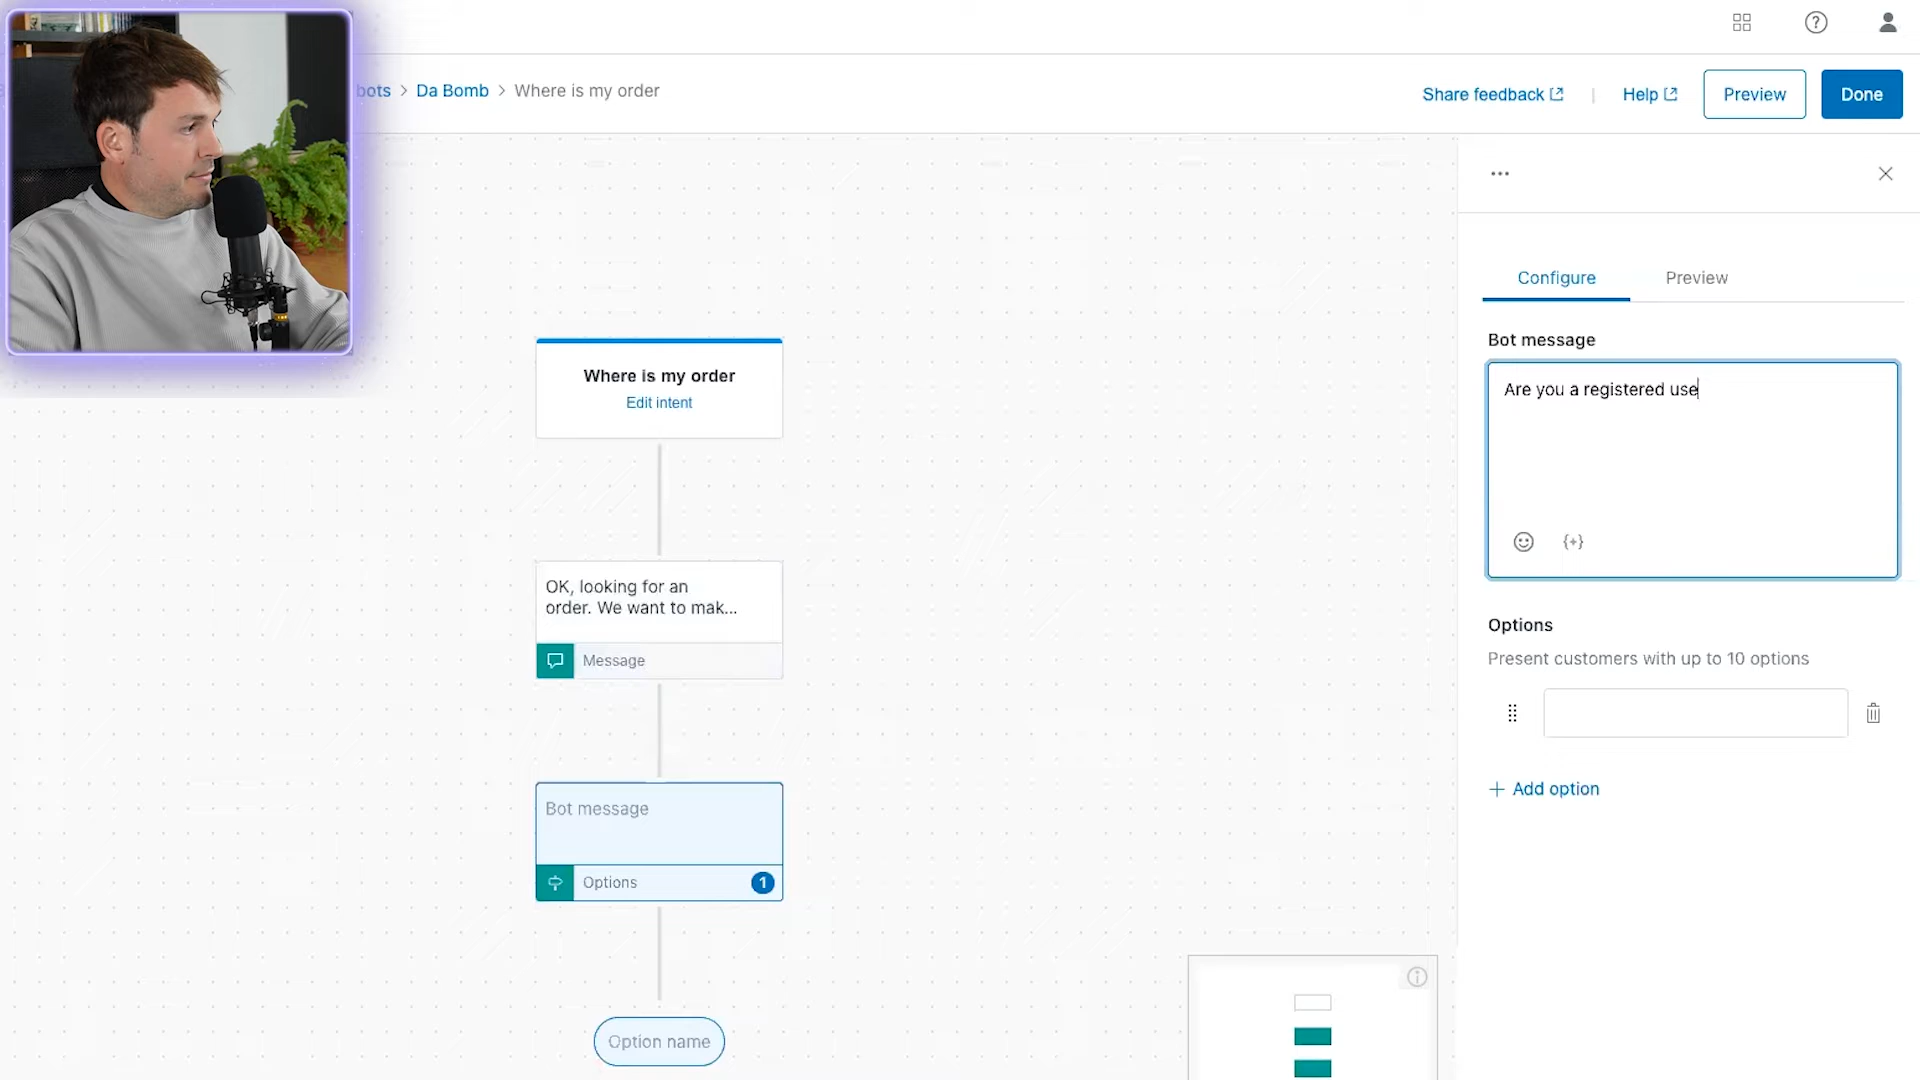 bots > Da Bomb > Where is my order
Share feedback
|
Help
Preview
Done
Where is my order
Edit intent
OK, looking for an
order. We want to mak...
Message
Bot message
Options
1
Option name
Configure
Preview
Bot message
Are you a registered use
{+}
Options
Present customers with up to 10 options
+ Add option